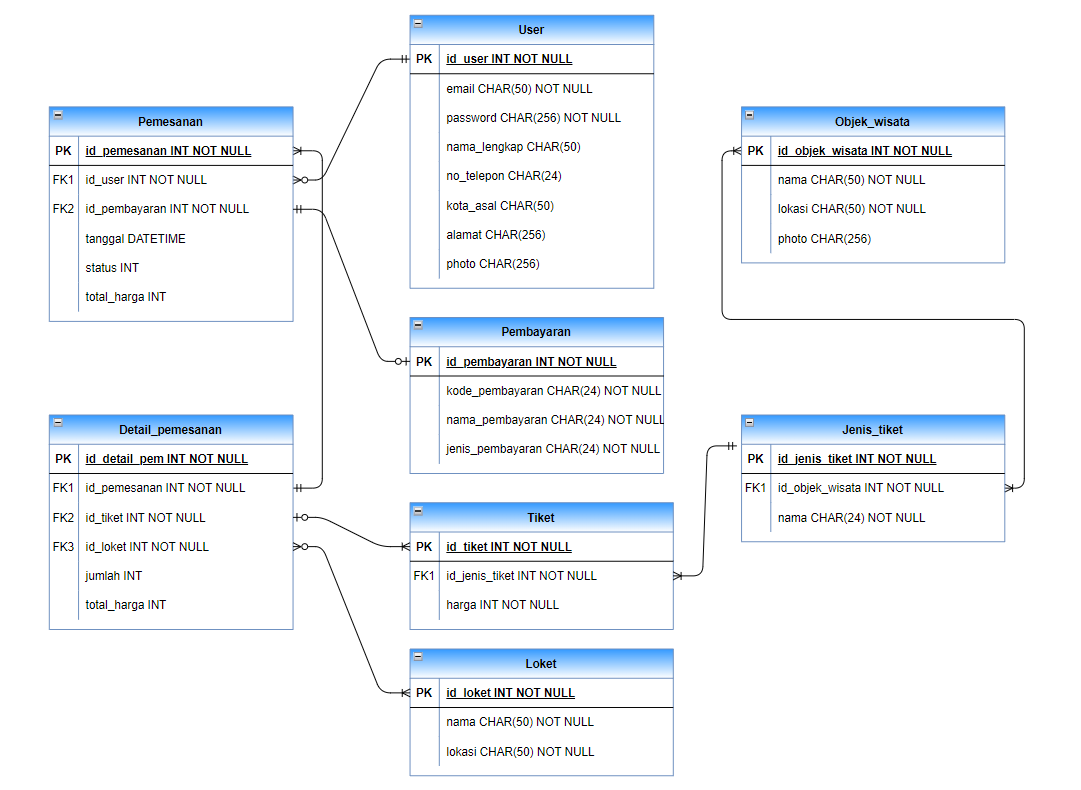 User
PK id_user INT NOT NULL
email CHAR(50) NOT NULL
password CHAR(256) NOT NULL
nama_lengkap CHAR(50)
no_telepon CHAR(24)
kota_asal CHAR(50)
alamat CHAR(256)
photo CHAR(256)
Pemesanan
PK id_pemesanan INT NOT NULL
FK1 id_user INT NOT NULL
FK2 id_pembayaran INT NOT NULL
tanggal DATETIME
status INT
total_harga INT
Objek_wisata
PK id_objek_wisata INT NOT NULL
nama CHAR(50) NOT NULL
lokasi CHAR(50) NOT NULL
photo CHAR(256)
Pembayaran
PK id_pembayaran INT NOT NULL
kode_pembayaran CHAR(24) NOT NULL
nama_pembayaran CHAR(24) NOT NULL
jenis_pembayaran CHAR(24) NOT NULL
Detail_pemesanan
PK id_detail_pem INT NOT NULL
FK1 id_pemesanan INT NOT NULL
FK2 id_tiket INT NOT NULL
FK3 id_loket INT NOT NULL
jumlah INT
total_harga INT
Jenis_tiket
PK id_jenis_tiket INT NOT NULL
FK1 id_objek_wisata INT NOT NULL
nama CHAR(24) NOT NULL
Tiket
PK id_tiket INT NOT NULL
FK1 id_jenis_tiket INT NOT NULL
harga INT NOT NULL
Loket
PK id_loket INT NOT NULL
nama CHAR(50) NOT NULL
lokasi CHAR(50) NOT NULL